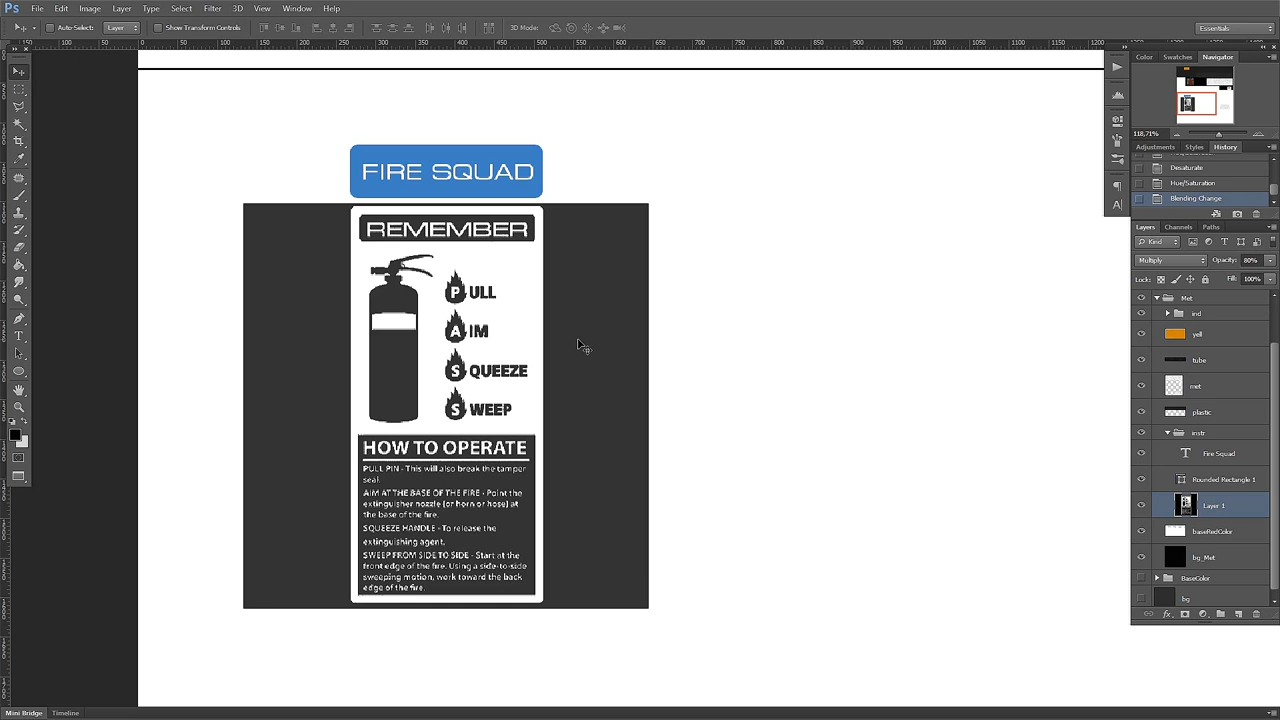 Ps File Edit Image Layer Type Select Filter 3D View Window Help
Auto-Select: Layer Show Transform Controls 3D Mode: Essentials
Color Swatches Navigator
118,71%
Adjustments Styles History
Desaturate
Hue/Saturation
Blending Change
Layers Channels Paths
Kind
Multiply Opacity: 80%
Lock: Fill: 100%
Met
ind
yell
tube
met
plastic
instr
Fire Squad
Rounded Rectangle 1
Layer 1
baseRedColor
bg_Met
BaseColor
bg
FIRE SQUAD
REMEMBER
PULL
AIM
SQUEEZE
SWEEP
HOW TO OPERATE
PULL PIN - This will also break the tamper
seal.
AIM AT THE BASE OF THE FIRE - Point the
extinguisher nozzle (or horn or hose) at
the base of the fire.
SQUEEZE HANDLE - To release the
extinguishing agent.
SWEEP FROM SIDE TO SIDE - Start at the
front edge of the fire. Using a side-to-side
sweeping motion, work toward the back
edge of the fire.
Mini Bridge Timeline